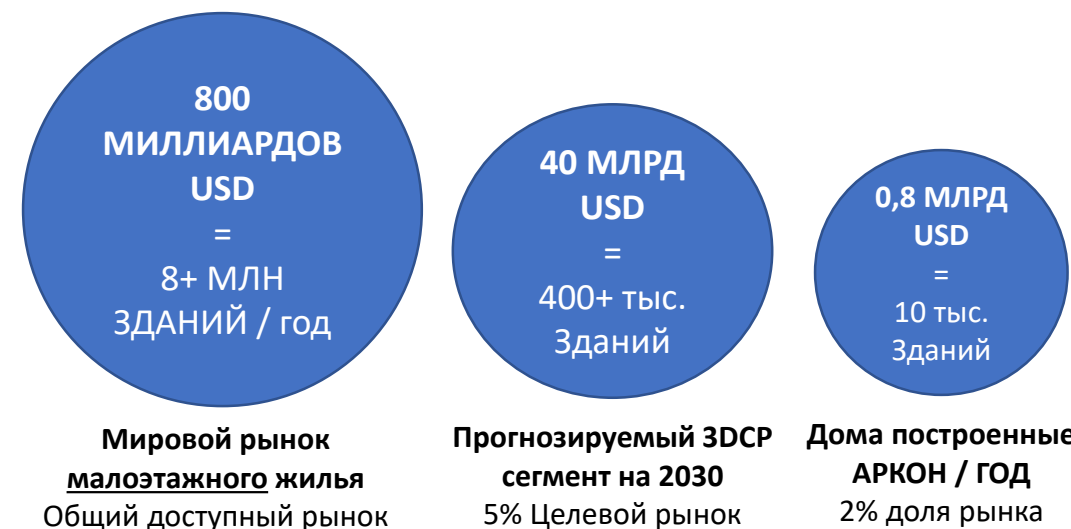 800
МИЛЛИАРДОВ
USD
=
8+ МЛН
ЗДАНИЙ / год
40 МЛРД
USD
=
400+ тыс.
Зданий
0,8 МЛРД
USD
=
10 тыс.
Зданий
Мировой рынок
малоэтажного жилья
Общий доступный рынок
Прогнозируемый 3DCP
сегмент на 2030
5% Целевой рынок
Дома построенные
АРКОН / ГОД
2% доля рынка